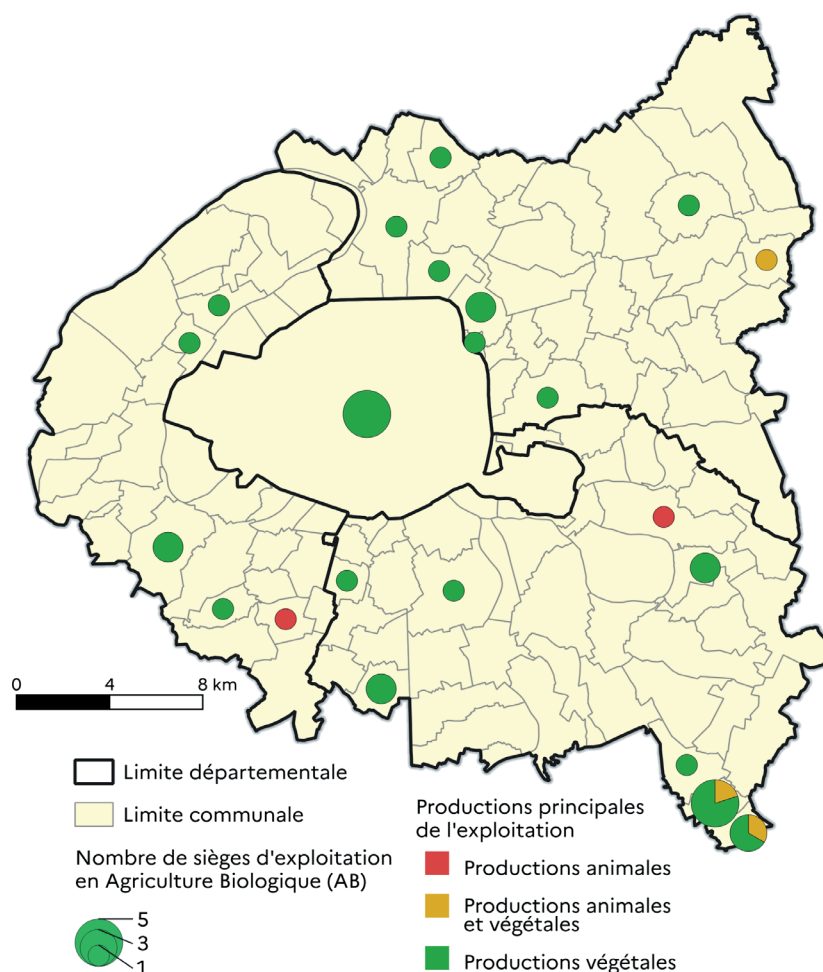 0 4 8 km
Limite départementale
Limite communale
Nombre de sièges d'exploitation
en Agriculture Biologique (AB)
5
3
1
Productions principales
de l'exploitation
Productions animales
Productions animales
et végétales
Productions végétales